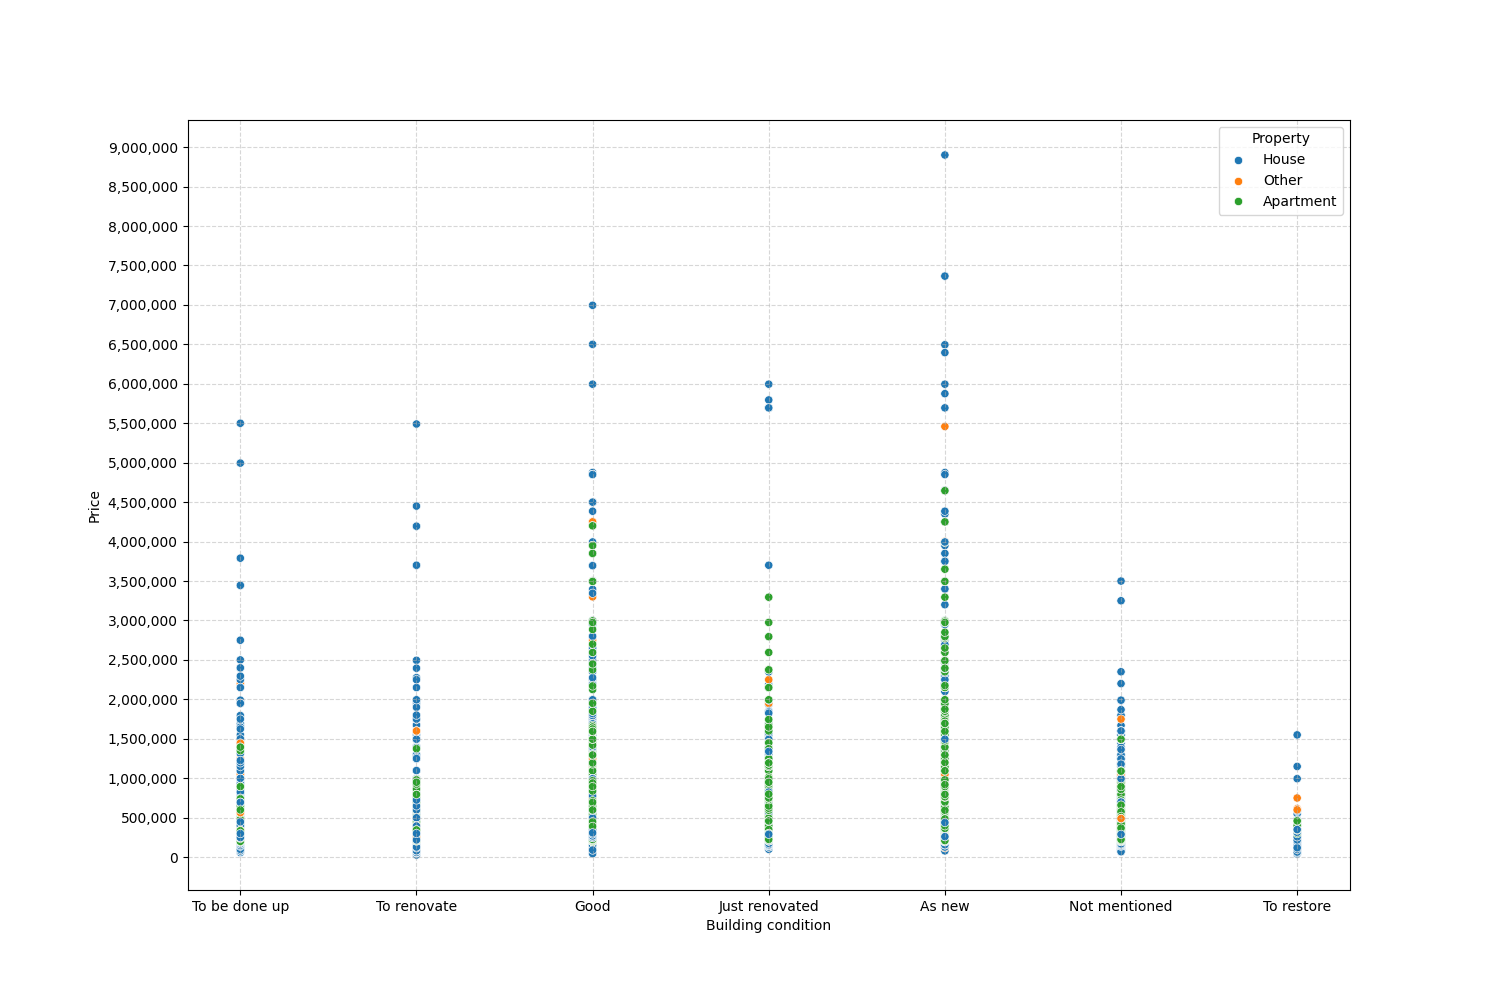 Property
House
Other
Apartment
9,000,000
8,500,000
8,000,000
7,500,000
7,000,000
6,500,000
6,000,000
5,500,000
5,000,000
4,500,000
4,000,000
3,500,000
3,000,000
2,500,000
2,000,000
1,500,000
1,000,000
500,000
0
Price
To be done up To renovate Good Just renovated As new Not mentioned To restore
Building condition